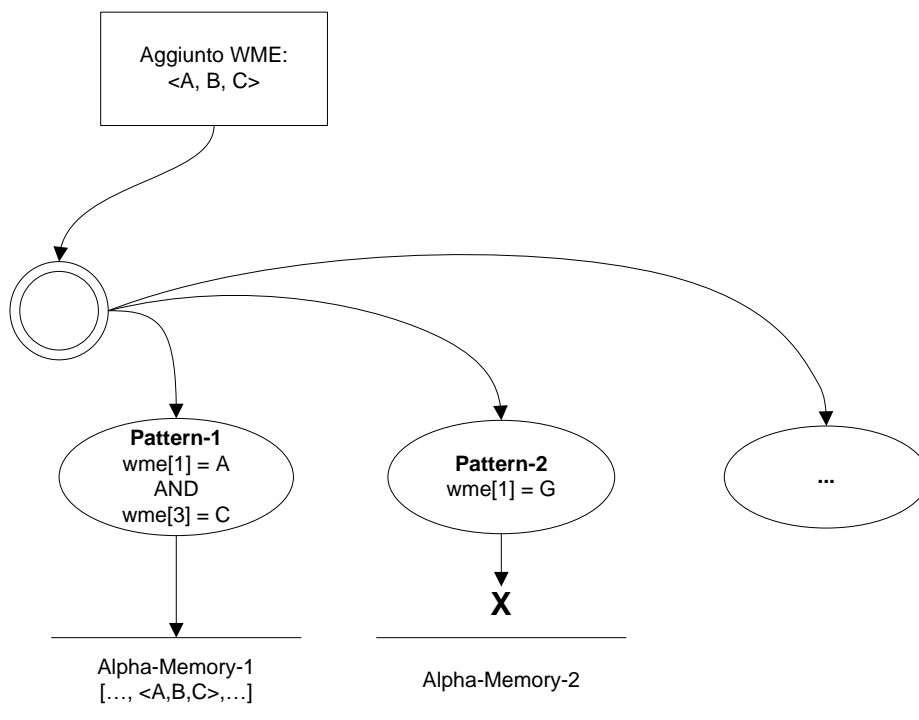 Aggiunto WME:
<A, B, C>
Pattern-1
wme[1] = A
AND
wme[3] = C
Pattern-2
wme[1] = G
...
X
Alpha-Memory-1
[…, <A,B,C>,…]
Alpha-Memory-2